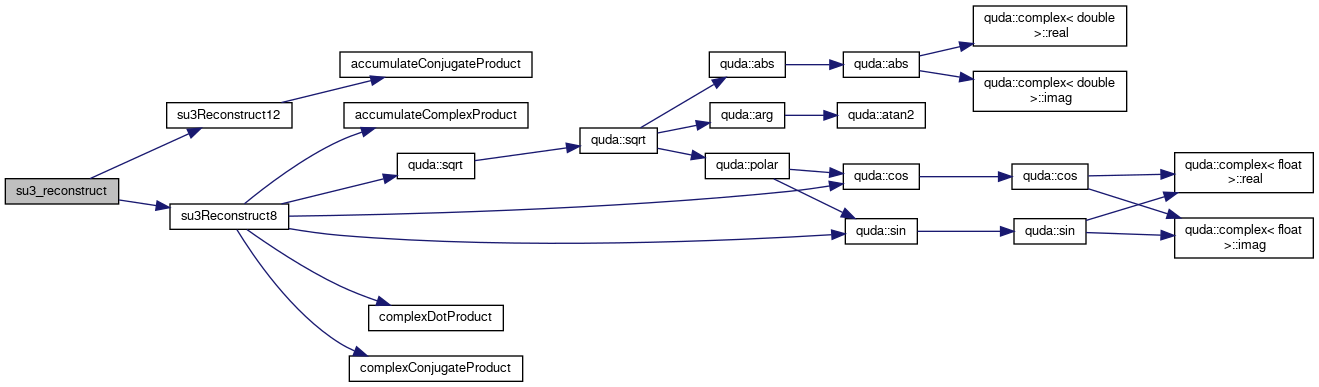 su3_reconstruct
su3Reconstruct12
accumulateConjugateProduct
su3Reconstruct8
accumulateComplexProduct
quda::sqrt
quda::sqrt
quda::abs
quda::abs
quda::complex< double
>::real
quda::complex< double
>::imag
quda::arg
quda::atan2
quda::polar
quda::cos
quda::cos
quda::complex< float
>::real
quda::sin
quda::sin
quda::complex< float
>::imag
complexDotProduct
complexConjugateProduct